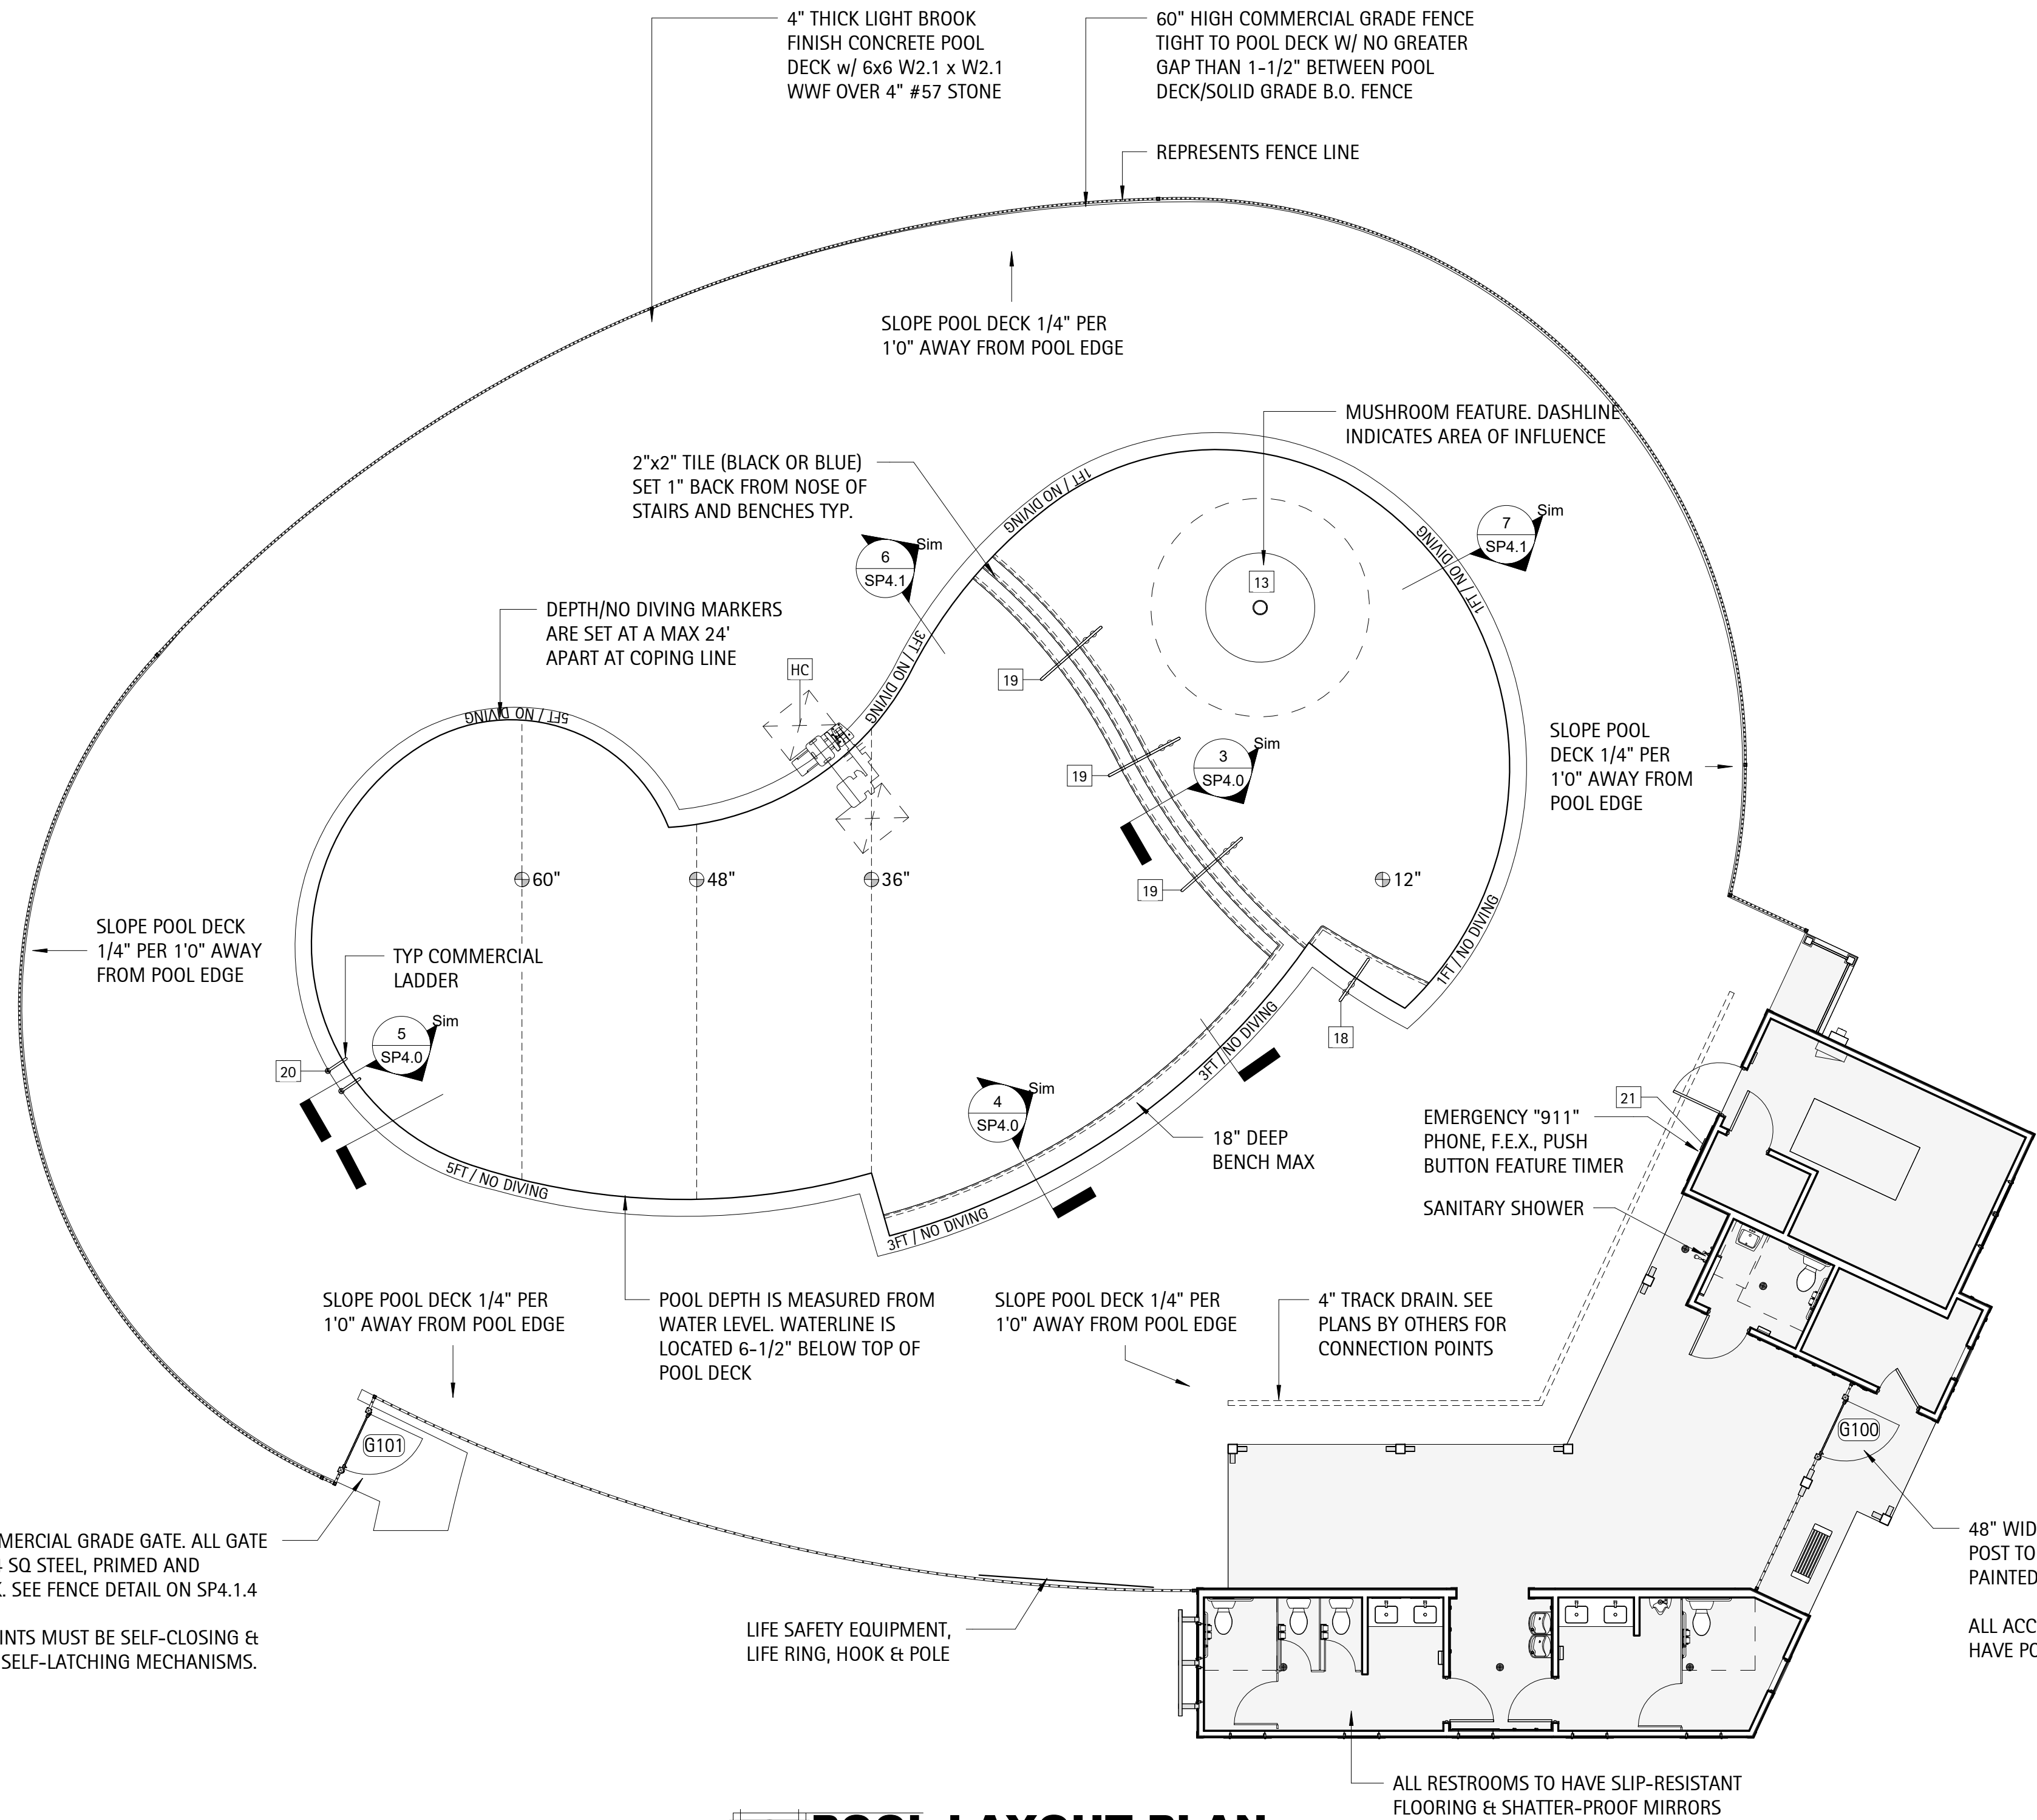 4" THICK LIGHT BROOK
FINISH CONCRETE POOL
DECK w/ 6x6 W2.1 x W2.1
WWF OVER 4" #57 STONE
60" HIGH COMMERCIAL GRADE FENCE
TIGHT TO POOL DECK W/ NO GREATER
GAP THAN 1-1/2" BETWEEN POOL
DECK/SOLID GRADE B.O. FENCE
REPRESENTS FENCE LINE
SLOPE POOL DECK 1/4" PER
1'0" AWAY FROM POOL EDGE
MUSHROOM FEATURE. DASHLINE
INDICATES AREA OF INFLUENCE
2"x2" TILE (BLACK OR BLUE)
SET 1" BACK FROM NOSE OF
STAIRS AND BENCHES TYP.
1FT / NO DIVING
1FT / NO DIVING
7
SP4.1
Sim
6
SP4.1
Sim
13
DEPTH/NO DIVING MARKERS
ARE SET AT A MAX 24'
APART AT COPING LINE
HC
3FT / NO DIVING
19
5FT / NO DIVING
19
3
SP4.0
Sim
SLOPE POOL
DECK 1/4" PER
1'0" AWAY FROM
POOL EDGE
60"
48"
36"
19
12"
SLOPE POOL DECK
1/4" PER 1'0" AWAY
FROM POOL EDGE
TYP COMMERCIAL
LADDER
1FT / NO DIVING
5
SP4.0
Sim
20
18
3FT / NO DIVING
4
SP4.0
Sim
18" DEEP
BENCH MAX
21
EMERGENCY "911"
PHONE, F.E.X., PUSH
BUTTON FEATURE TIMER
SANITARY SHOWER
5FT / NO DIVING
3FT / NO DIVING
SLOPE POOL DECK 1/4" PER
1'0" AWAY FROM POOL EDGE
POOL DEPTH IS MEASURED FROM
WATER LEVEL. WATERLINE IS
LOCATED 6-1/2" BELOW TOP OF
POOL DECK
SLOPE POOL DECK 1/4" PER
1'0" AWAY FROM POOL EDGE
4" TRACK DRAIN. SEE
PLANS BY OTHERS FOR
CONNECTION POINTS
G101
G100
MERCIAL GRADE GATE. ALL GATE
SQ STEEL, PRIMED AND
. SEE FENCE DETAIL ON SP4.1.4
INTS MUST BE SELF-CLOSING &
SELF-LATCHING MECHANISMS.
48" WID
POST TO
PAINTED
ALL ACC
HAVE PO
LIFE SAFETY EQUIPMENT,
LIFE RING, HOOK & POLE
ALL RESTROOMS TO HAVE SLIP-RESISTANT
FLOORING & SHATTER-PROOF MIRRORS
POOL LAYOUT PLAN